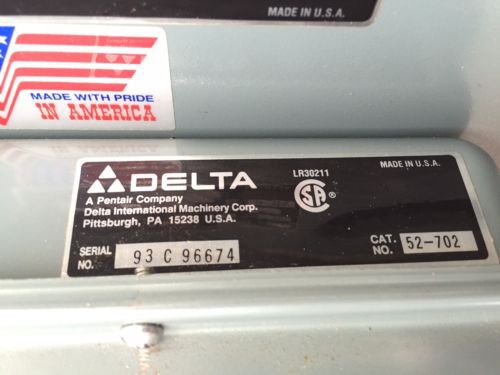 MADE IN U.S.A.
MADE WITH PRIDE
IN AMERICA
DELTA
A Pentair Company
Delta International Machinery Corp.
Pittsburgh, PA 15238 U.S.A.
LR30211
SA
MADE IN U.S.A.
SERIAL NO. 93 C 96674
CAT. NO. 52-702